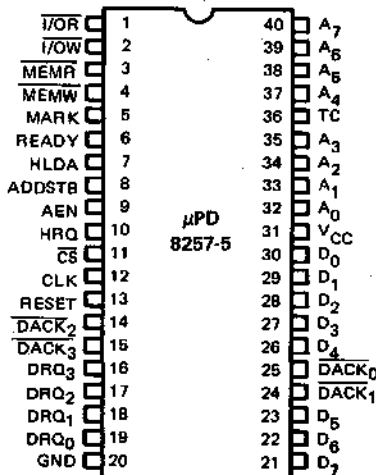 I/OR 1 40 A7
I/OW 2 39 A6
MEMR 3 38 A5
MEMW 4 37 A4
MARK 5 36 TC
READY 6 35 A3
HLDA 7 34 A2
ADDSTB 8 33 A1
AEN 9 32 A0
HRQ 10 31 VCC
µPD
8257-5
CS 11 30 D0
CLK 12 29 D1
RESET 13 28 D2
DACK2 14 27 D3
DACK3 15 26 D4
DRQ3 16 25 DACK0
DRQ2 17 24 DACK1
DRQ1 18 23 D5
DRQ0 19 22 D6
GND 20 21 D7